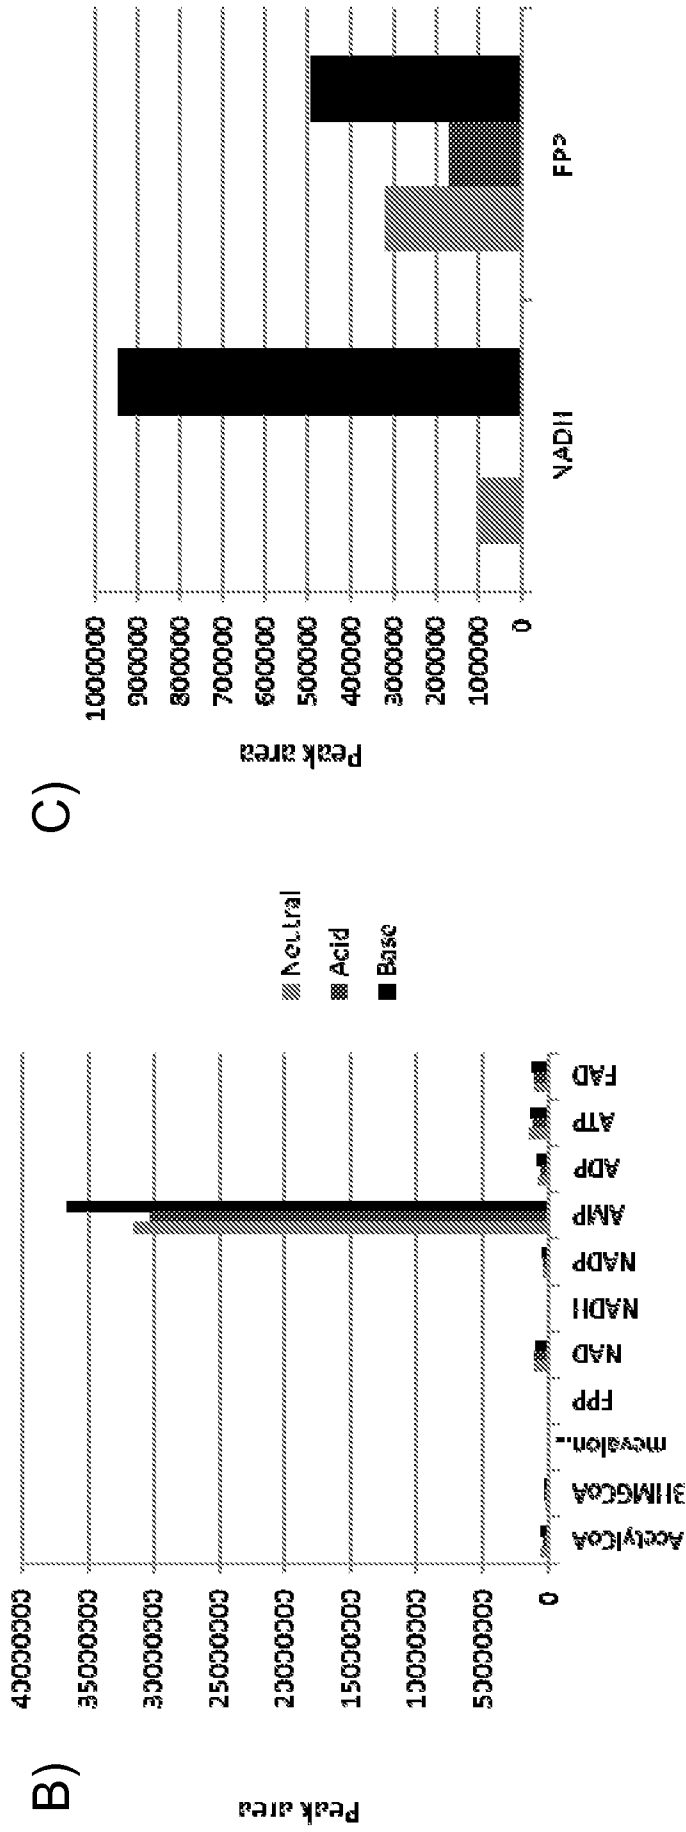 B)
Peak area
40000000
35000000
30000000
25000000
20000000
15000000
10000000
5000000
0
AcetylCoA
3HMGCoA
mevalon..
FPP
NAD
NADH
NADP
AMP
ADP
ATP
FAD
Neutral
Acid
Base
C)
Peak area
1000000
900000
800000
700000
600000
500000
400000
300000
200000
100000
0
NADH
FPP